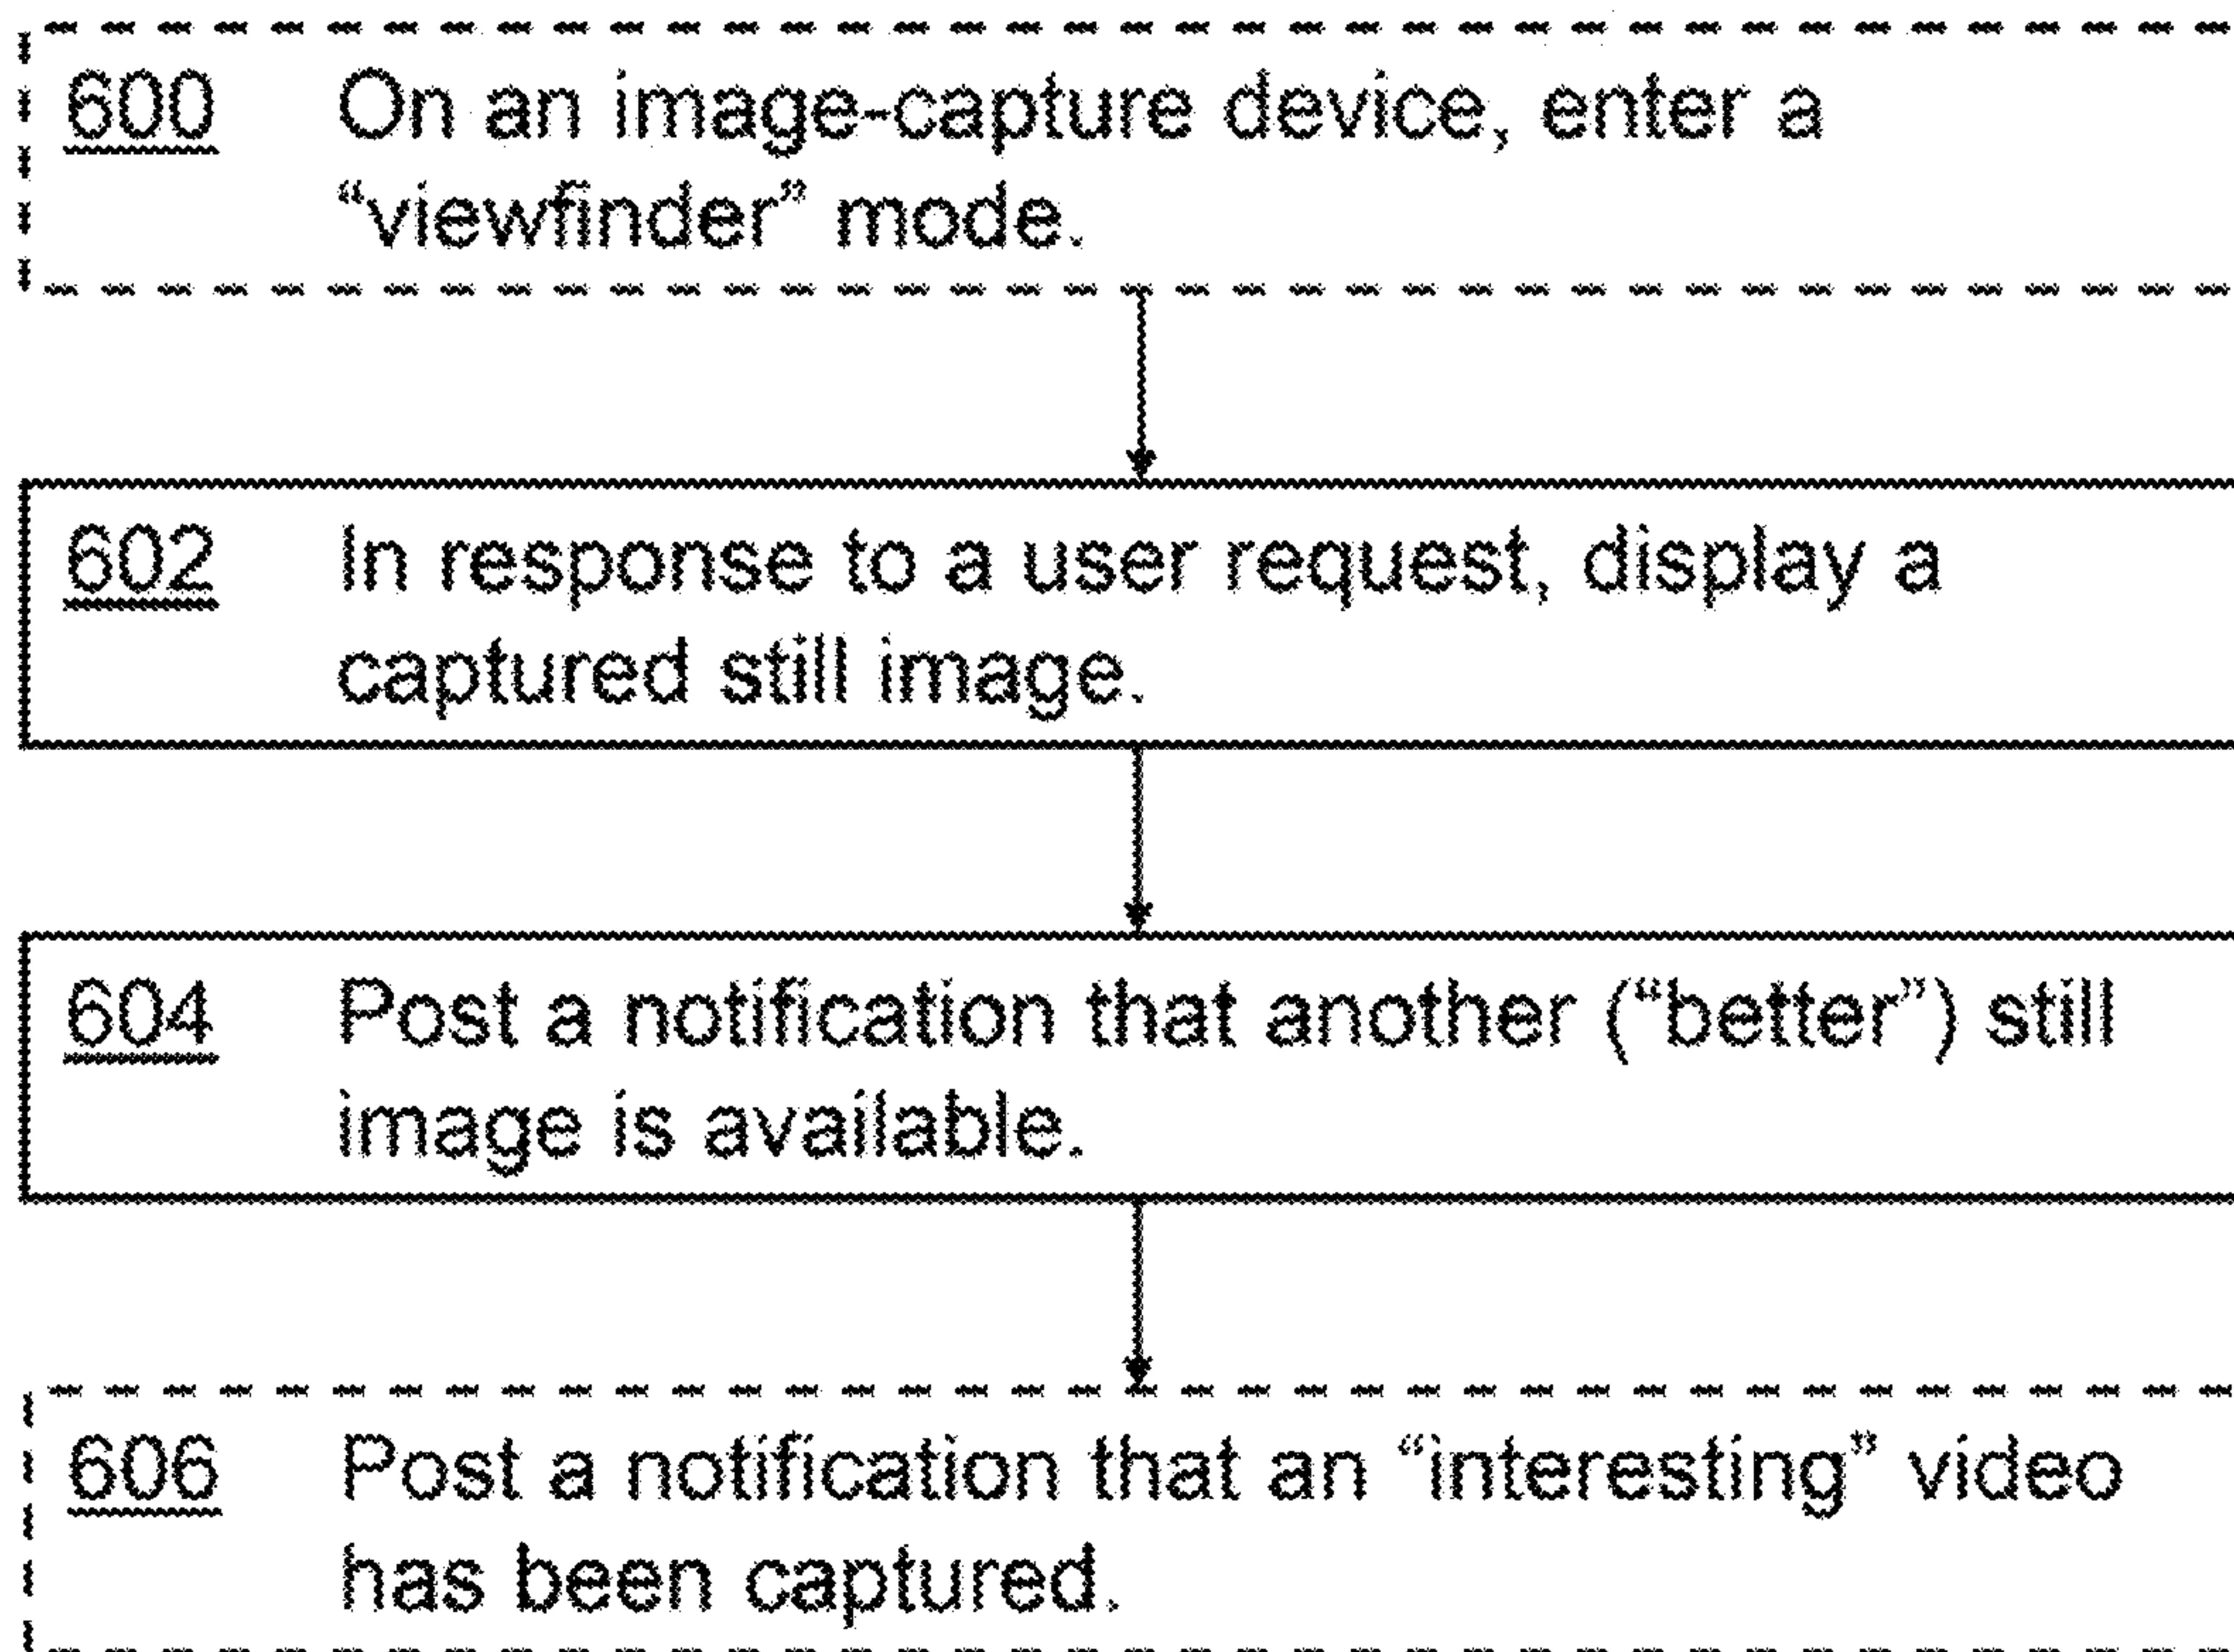 600 On an image-capture device, enter a
“viewfinder” mode.
602 In response to a user request, display a
captured still image.
604 Post a notification that another (“better”) still
image is available.
606 Post a notification that an “interesting” video
has been captured.